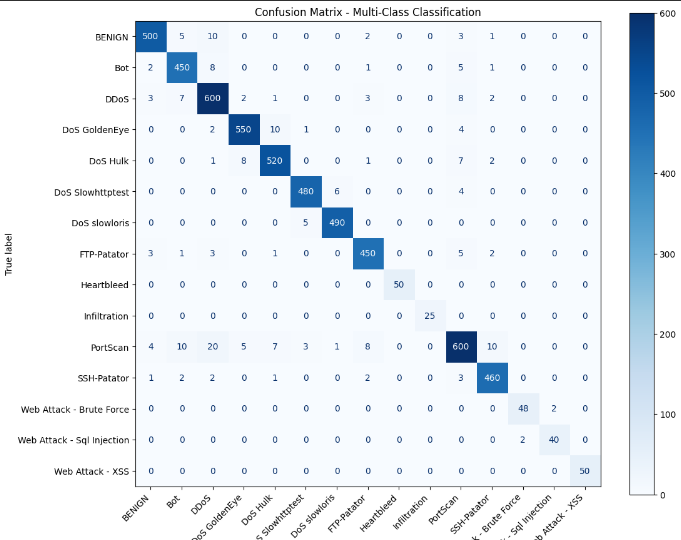 Confusion Matrix - Multi-Class Classification
BENIGN 500 5 10 0 0 0 0 2 0 0 3 1 0 0 0
Bot 2 450 8 0 0 0 0 1 0 0 5 1 0 0 0
DDoS 3 7 600 2 1 0 0 3 0 0 8 2 0 0 0
DoS GoldenEye 0 0 2 550 10 1 0 0 0 0 4 0 0 0 0
DoS Hulk 0 0 1 8 520 0 0 1 0 0 7 2 0 0 0
DoS Slowhttptest 0 0 0 0 0 480 6 0 0 0 4 0 0 0 0
DoS slowloris 0 0 0 0 0 5 490 0 0 0 0 0 0 0 0
FTP-Patator 3 1 3 0 1 0 0 450 0 0 5 2 0 0 0
Heartbleed 0 0 0 0 0 0 0 0 50 0 0 0 0 0 0
Infiltration 0 0 0 0 0 0 0 0 0 25 0 0 0 0 0
PortScan 4 10 20 5 7 3 1 8 0 0 600 10 0 0 0
SSH-Patator 1 2 2 0 1 0 0 2 0 0 3 460 0 0 0
Web Attack - Brute Force 0 0 0 0 0 0 0 0 0 0 0 0 48 2 0
Web Attack - Sql Injection 0 0 0 0 0 0 0 0 0 0 0 0 2 40 0
Web Attack - XSS 0 0 0 0 0 0 0 0 0 0 0 0 0 0 50
True label
BENIGN
Bot
DDoS
DoS GoldenEye
DoS Hulk
Slowhttptest
DoS slowloris
FTP-Patator
Heartbleed
Infiltration
PortScan
SSH-Patator
- Brute Force
- Sql Injection
Attack - XSS
600
500
400
300
200
100
0